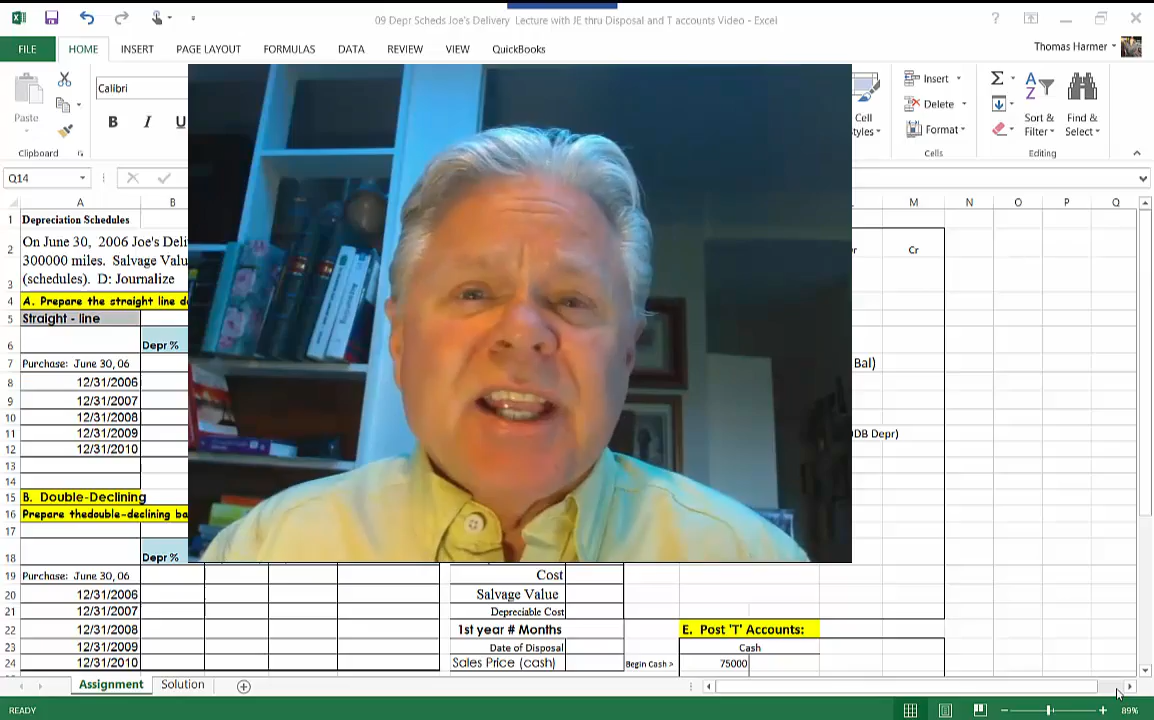 09 Depr Scheds Joe's Delivery Lecture with JE thru Disposal and T accounts Video - Excel
FILE HOME INSERT PAGE LAYOUT FORMULAS DATA REVIEW VIEW QuickBooks Thomas Harmer
Paste
Calibri
B I U
Clipboard
Cell
Insert
Delete
Format
Cells
Σ
A
Z
Sort &
Filter
Find &
Select
Editing
Q14
A B M N O P Q
1 Depreciation Schedules
2 On June 30, 2006 Joe's Deli
Cr
300000 miles. Salvage Valu
3 (schedules). D: Journalize
4 A. Prepare the straight line d
5 Straight - line
6 Depr %
7 Purchase: June 30, 06 Bal)
8 12/31/2006
9 12/31/2007
10 12/31/2008
11 12/31/2009 DB Depr)
12 12/31/2010
13
14
15 B. Double-Declining
16 Prepare thedouble-declining ba
17
18 Depr %
19 Purchase: June 30, 06 Cost
20 12/31/2006 Salvage Value
21 12/31/2007 Depreciable Cost
22 12/31/2008 1st year # Months E. Post 'T' Accounts:
23 12/31/2009 Date of Disposal Cash
24 12/31/2010 Sales Price (cash) Begin Cash > 75000
Assignment Solution
READY 89%